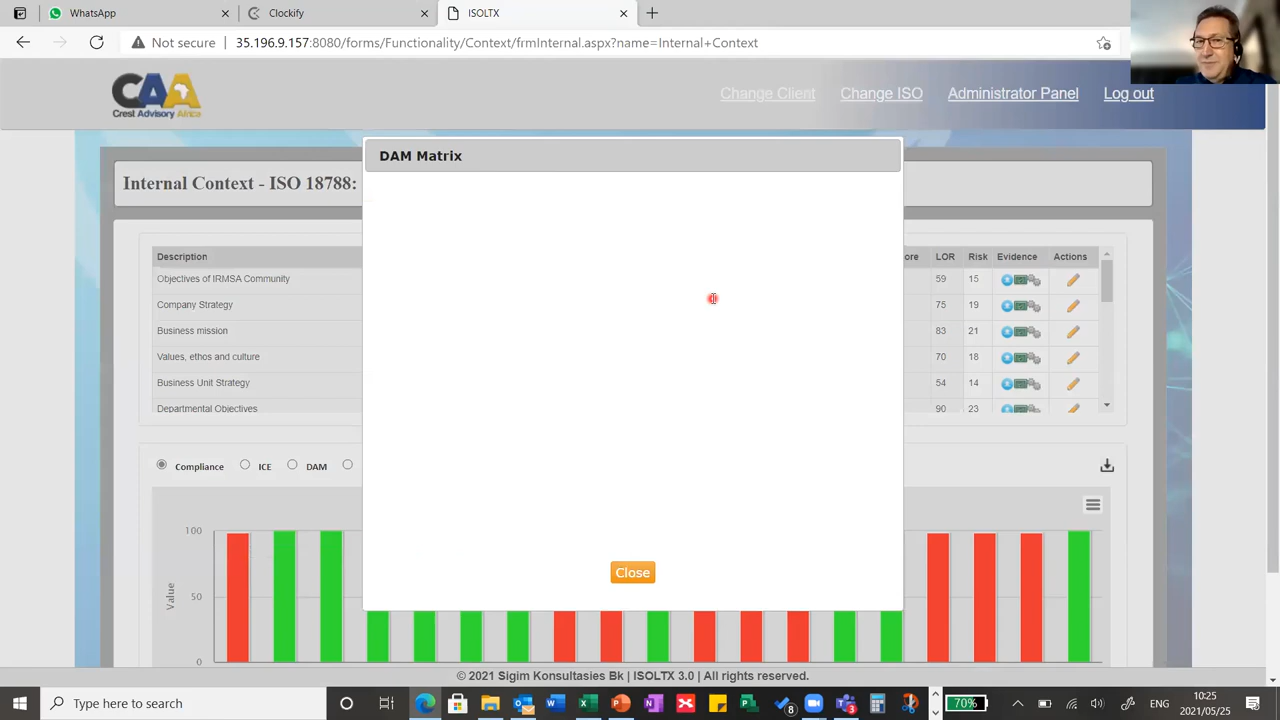 WhatsApp
Clockify
ISOLTX
Not secure | 35.196.9.157:8080/forms/Functionality/Context/frmInternal.aspx?name=Internal+Context
CAA
Crest Advisory Africa
Change Client
Change ISO
Administrator Panel
Log out
DAM Matrix
Internal Context - ISO 18788:
Description
ore
LOR
Risk
Evidence
Actions
Objectives of IRMSA Community
59
15
Company Strategy
75
19
Business mission
83
21
Values, ethos and culture
70
18
Business Unit Strategy
54
14
Departmental Objectives
90
23
Compliance
ICE
DAM
100
50
0
Value
Close
© 2021 Sigim Konsultasies Bk | ISOLTX 3.0 | All rights reserved.
Type here to search
8
3
70%
ENG
10:25
2021/05/25